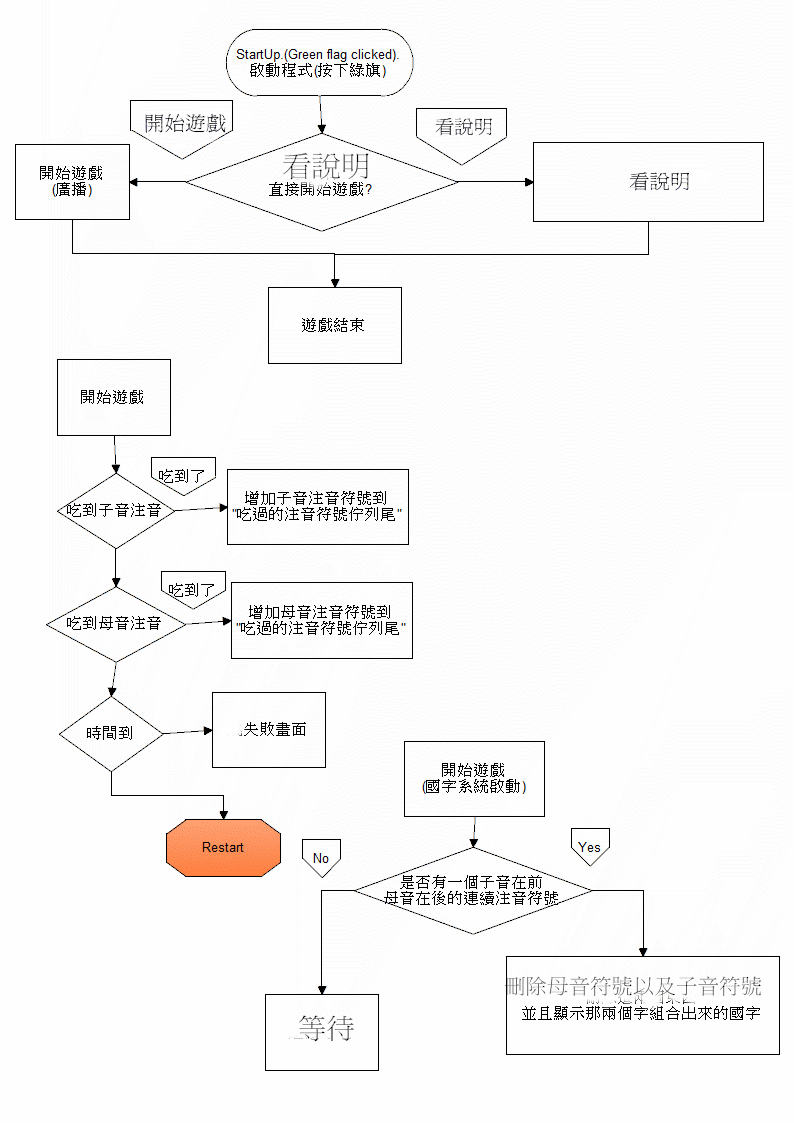 StartUp.(Green flag clicked).
啟動程式(按下綠旗)
開始遊戲
看說明
開始遊戲
(廣播)
看說明
直接開始遊戲?
看說明
遊戲結束
開始遊戲
吃到了
吃到子音注音
增加子音注音符號到
"吃過的注音符號佇列尾"
吃到了
吃到母音注音
增加母音注音符號到
"吃過的注音符號佇列尾"
時間到
失敗畫面
開始遊戲
(國字系統啟動)
Restart
No
Yes
是否有一個子音在前
母音在後的連續注音符號
刪除母音符號以及子音符號
並且顯示那兩個字組合出來的國字
等待